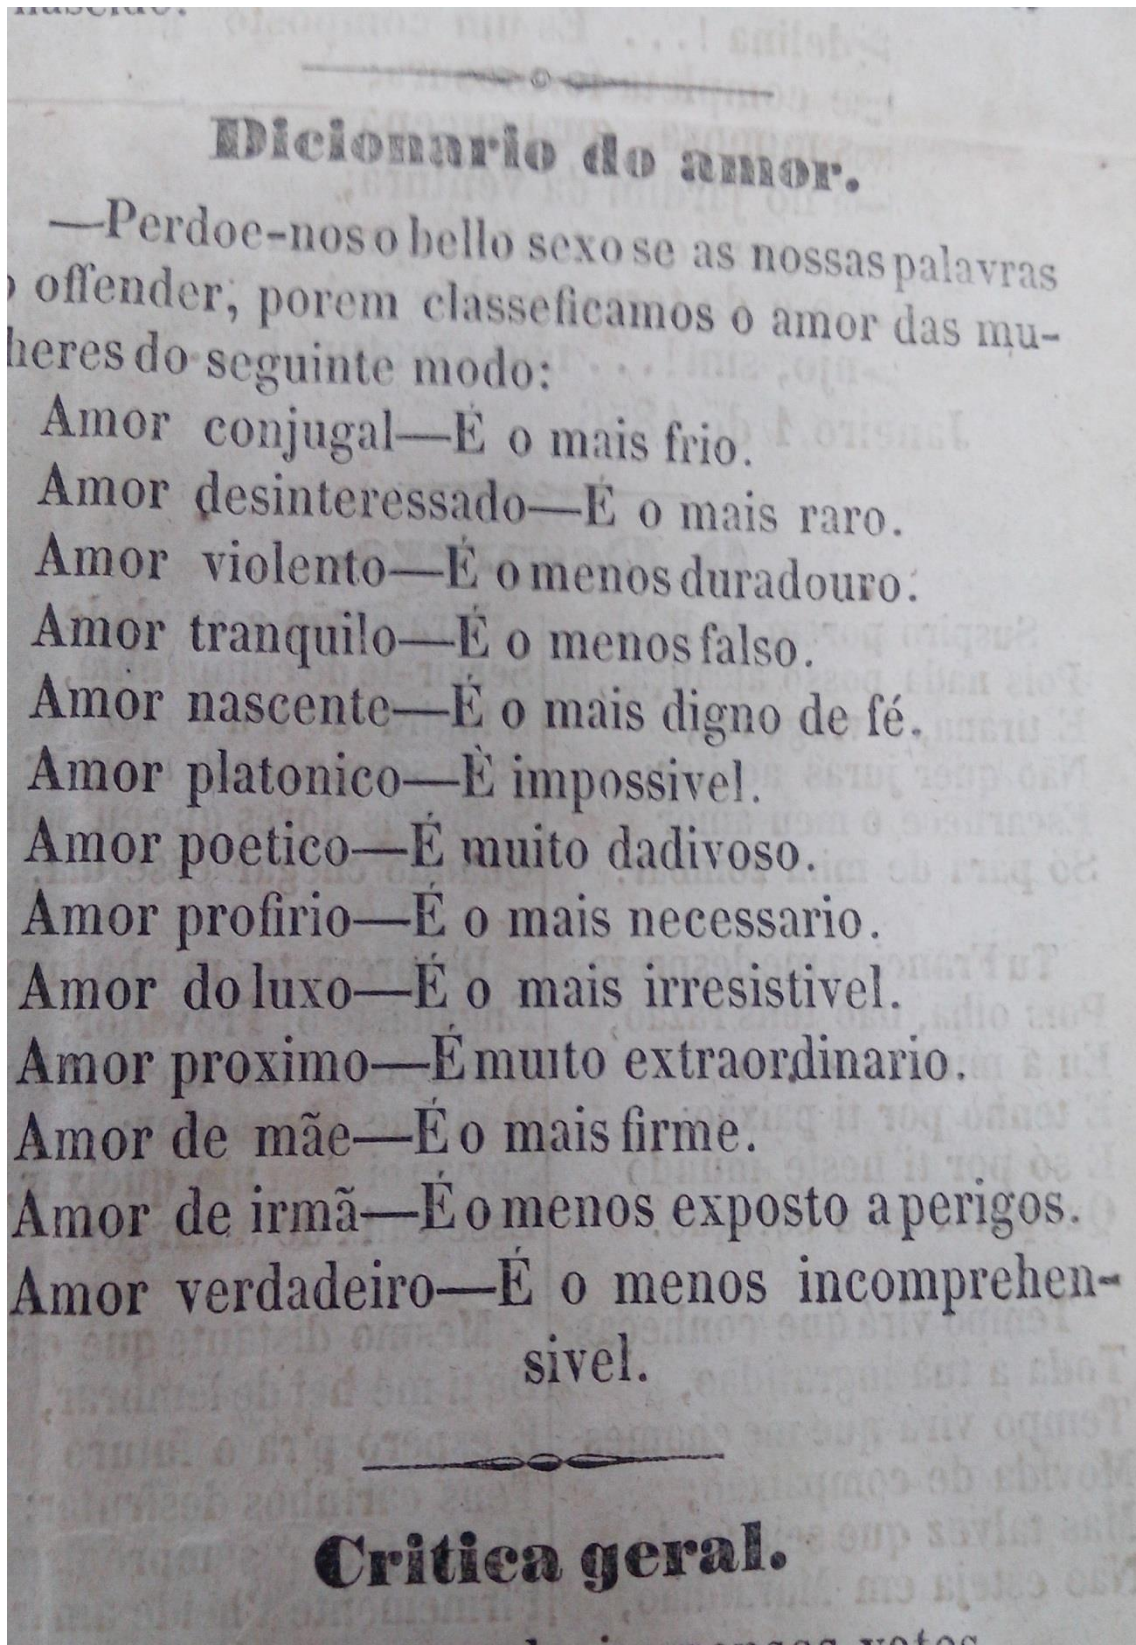 Dicionario do amor.
—Perdoe-nos o bello sexo se as nossas palavras
o offender, porem classeficamos o amor das mu-
lheres do seguinte modo:
Amor conjugal—É o mais frio.
Amor desinteressado—É o mais raro.
Amor violento—É o menos duradouro.
Amor tranquilo—É o menos falso.
Amor nascente—É o mais digno de fé.
Amor platonico—È impossivel.
Amor poetico—É muito dadivoso.
Amor profirio—É o mais necessario.
Amor do luxo—É o mais irresistivel.
Amor proximo—É muito extraordinario.
Amor de mãe—É o mais firme.
Amor de irmã—É o menos exposto a perigos.
Amor verdadeiro—É o menos incomprehen-
sivel.
Critica geral.